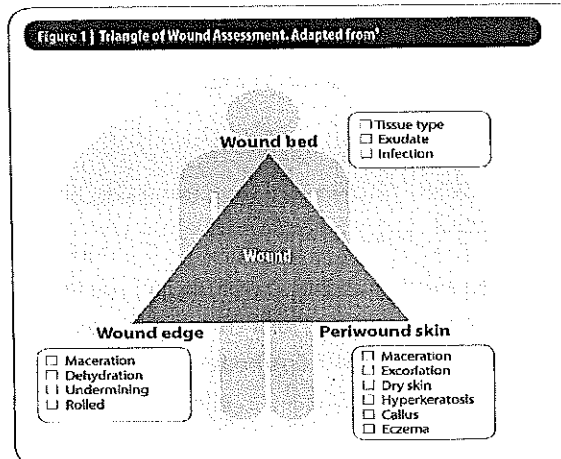 Figure 1 | Triangle of Wound Assessment. Adapted from⁹
Wound bed
☐ Tissue type
☐ Exudate
☐ Infection
Wound
Wound edge
☐ Maceration
☐ Dehydration
☐ Undermining
☐ Rolled
Periwound skin
☐ Maceration
☐ Excoriation
☐ Dry skin
☐ Hyperkeratosis
☐ Callus
☐ Eczema